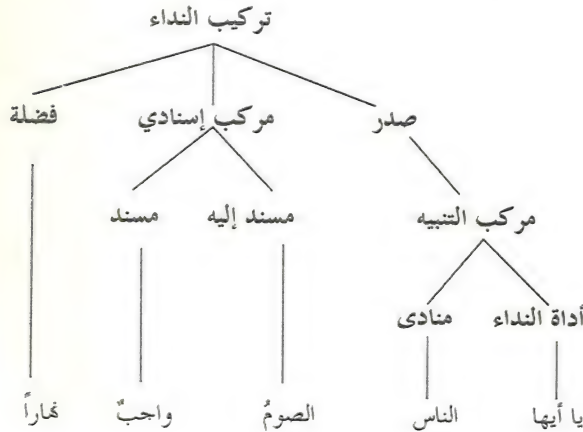 تركيب النداء
صدر مركب إسنادي فضلة
مركب التنبيه مسند إليه مسند
أداة النداء منادى
يا أيها الناس الصومُ واجبٌ نهاراً